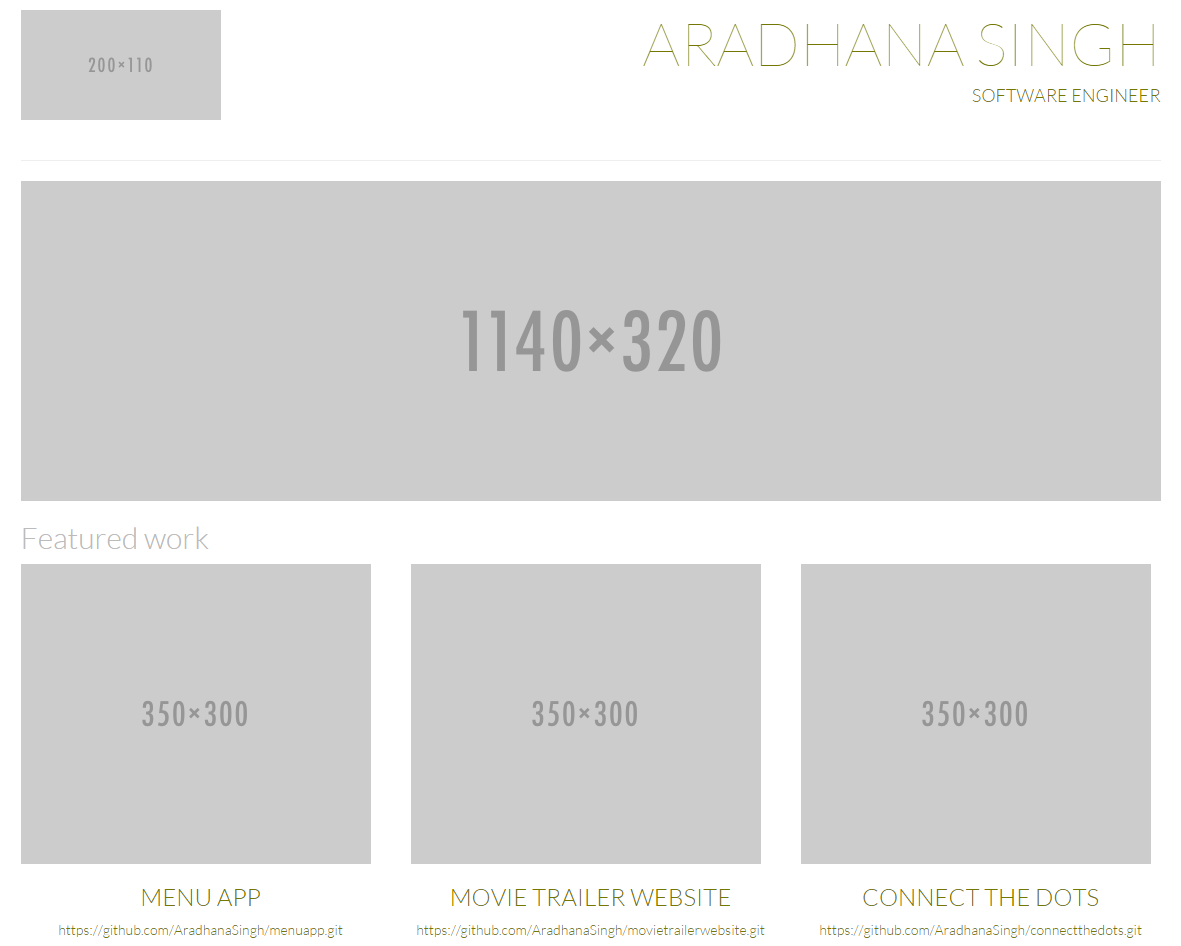 200×110
ARADHANA SINGH
SOFTWARE ENGINEER
1140×320
Featured work
350×300
350×300
350×300
MENU APP
MOVIE TRAILER WEBSITE
CONNECT THE DOTS
https://github.com/AradhanaSingh/menuapp.git
https://github.com/AradhanaSingh/movietrailerwebsite.git
https://github.com/AradhanaSingh/connectthedots.git